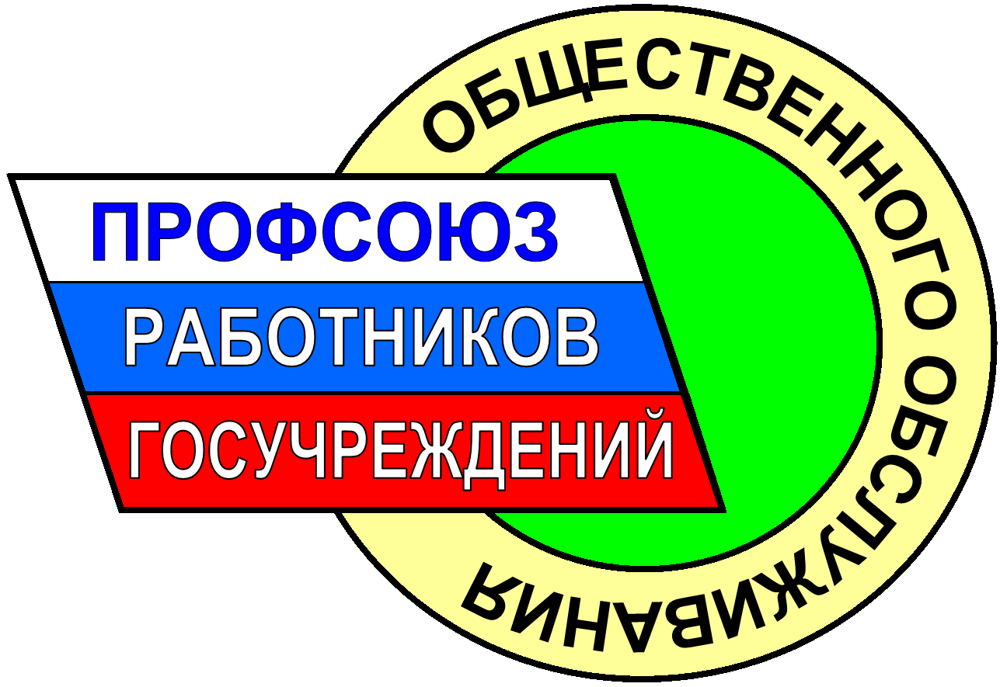 ПРОФСОЮЗ
РАБОТНИКОВ
ГОСУЧРЕЖДЕНИЙ
ОБЩЕСТВЕННОГО ОБСЛУЖИВАНИЯ